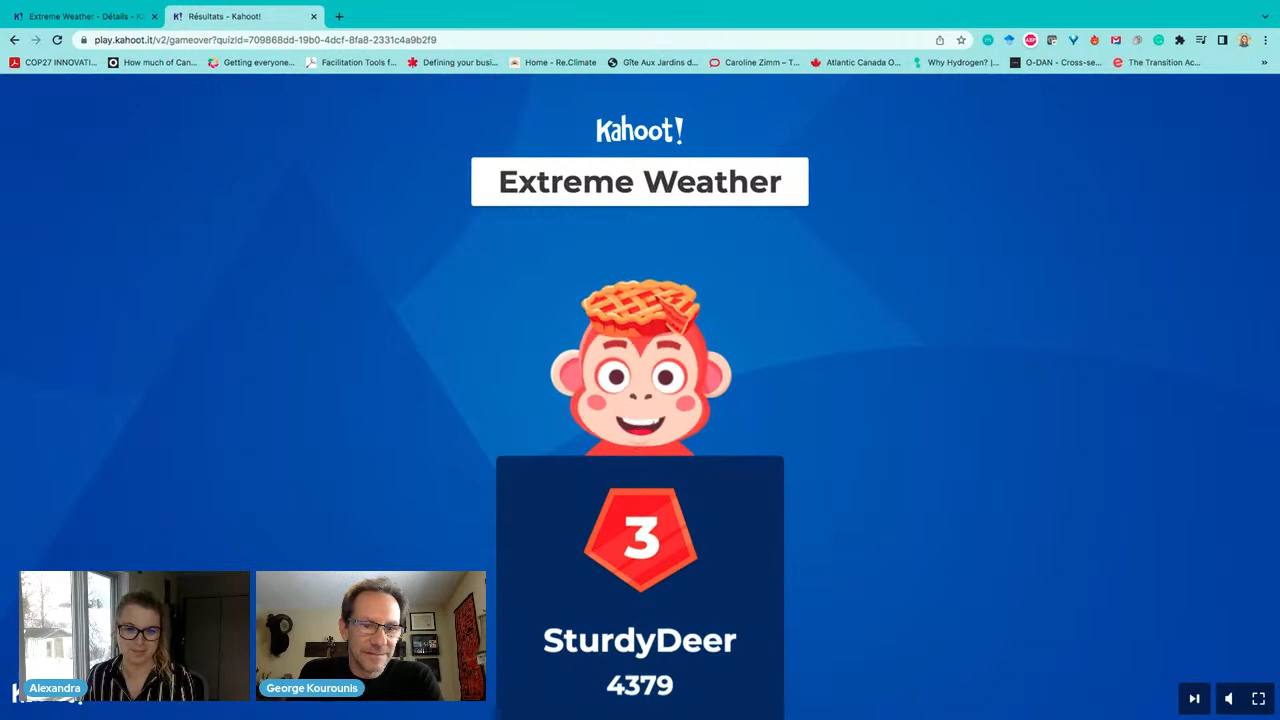 Extreme Weather - Détails - Ka
Résultats - Kahoot!
play.kahoot.it/v2/gameover?quizId=709868dd-19b0-4dcf-8fa8-2331c4a9b2f9
COP27 INNOVATI... How much of Can... Getting everyone... Facilitation Tools f... Defining your busi... Home - Re.Climate Gîte Aux Jardins d... Caroline Zimm – T... Atlantic Canada O... Why Hydrogen? |... O-DAN - Cross-se... The Transition Ac...
Kahoot!
Extreme Weather
3
SturdyDeer
4379
Alexandra
George Kourounis